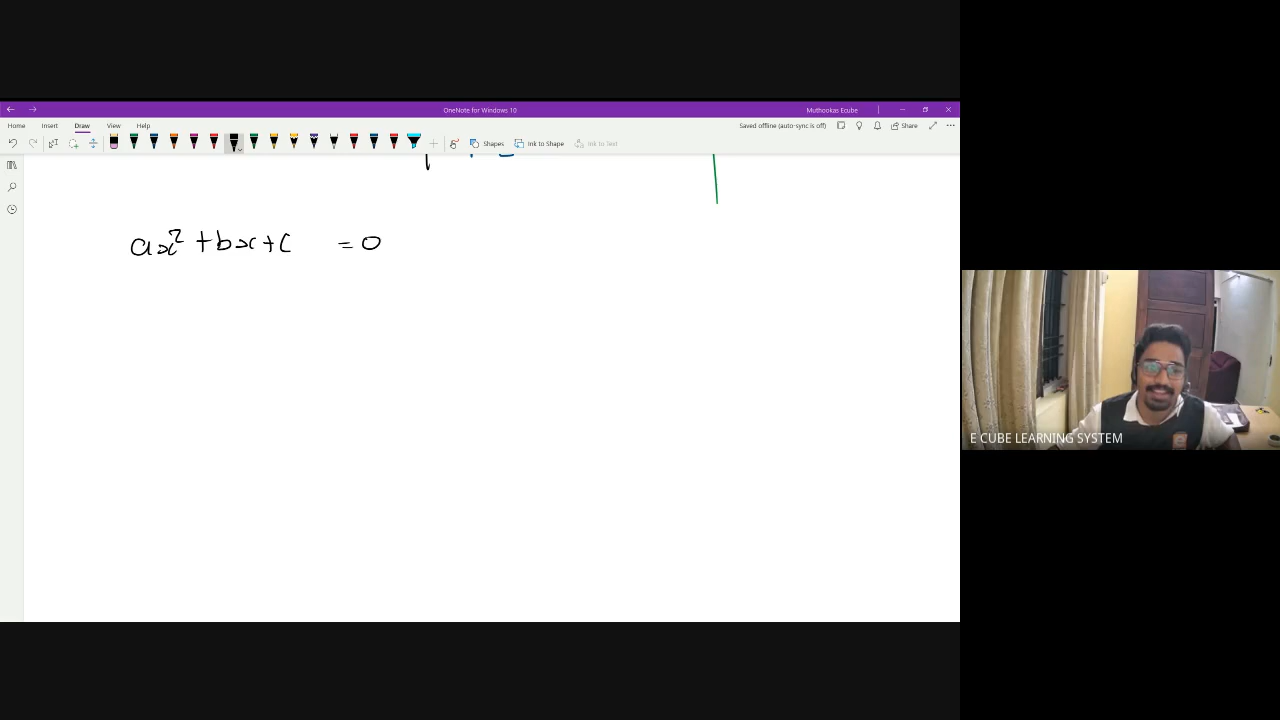 OneNote for Windows 10
Muthookas Ecube
Home Insert Draw View Help
Saved offline (auto-sync is off)
Share
Shapes
Ink to Shape
Ink to Text
ax² + bx + c = 0
E CUBE LEARNING SYSTEM